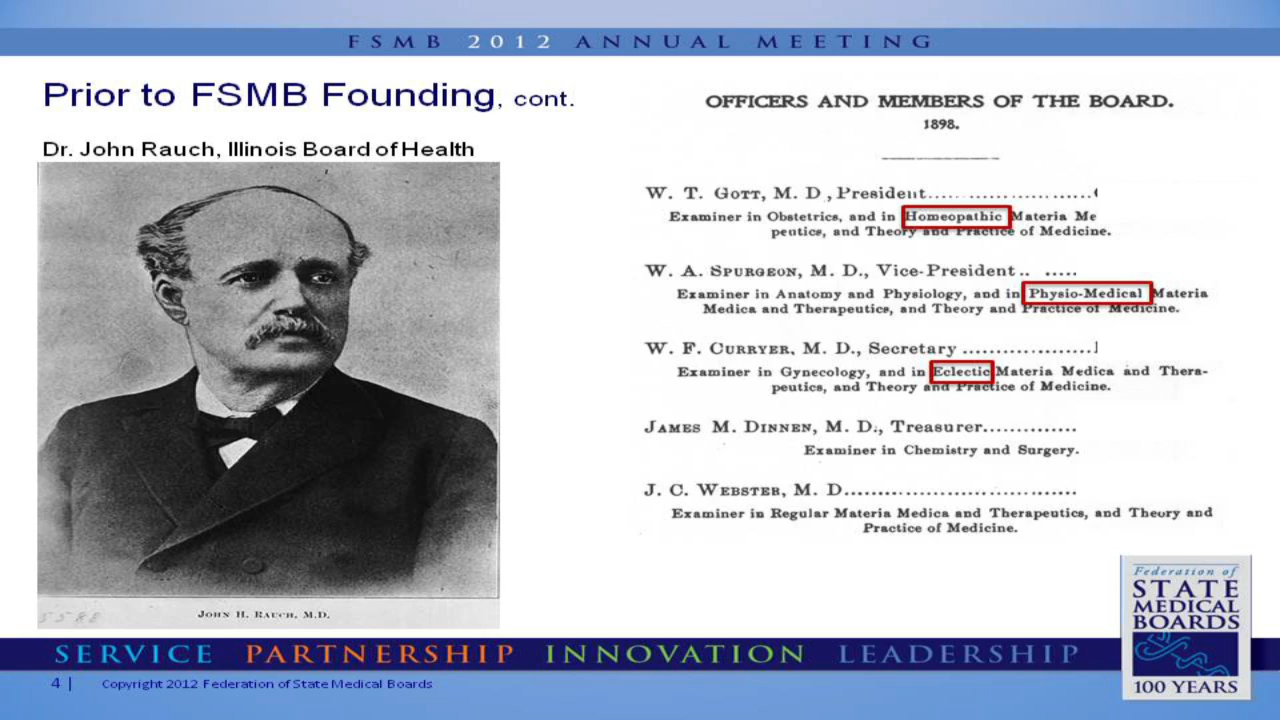 FSMB 2012 ANNUAL MEETING
Prior to FSMB Founding, cont.
Dr. John Rauch, Illinois Board of Health
5588
JOHN H. RAUCH, M.D.
OFFICERS AND MEMBERS OF THE BOARD.
1898.
W. T. GOTT, M. D., President
Examiner in Obstetrics, and in Homeopathic Materia Me
peutics, and Theory and Practice of Medicine.
W. A. SPURGEON, M. D., Vice-President
Examiner in Anatomy and Physiology, and in Physio-Medical Materia
Medica and Therapeutics, and Theory and Practice of Medicine.
W. F. CURRYER, M. D., Secretary
Examiner in Gynecology, and in Eclectic Materia Medica and Thera-
peutics, and Theory and Practice of Medicine.
JAMES M. DINNEN, M. D., Treasurer
Examiner in Chemistry and Surgery.
J. C. WEBSTER, M. D.
Examiner in Regular Materia Medica and Therapeutics, and Theory and
Practice of Medicine.
Federation of
STATE
MEDICAL
BOARDS
100 YEARS
SERVICE PARTNERSHIP INNOVATION LEADERSHIP
4 | Copyright 2012 Federation of State Medical Boards